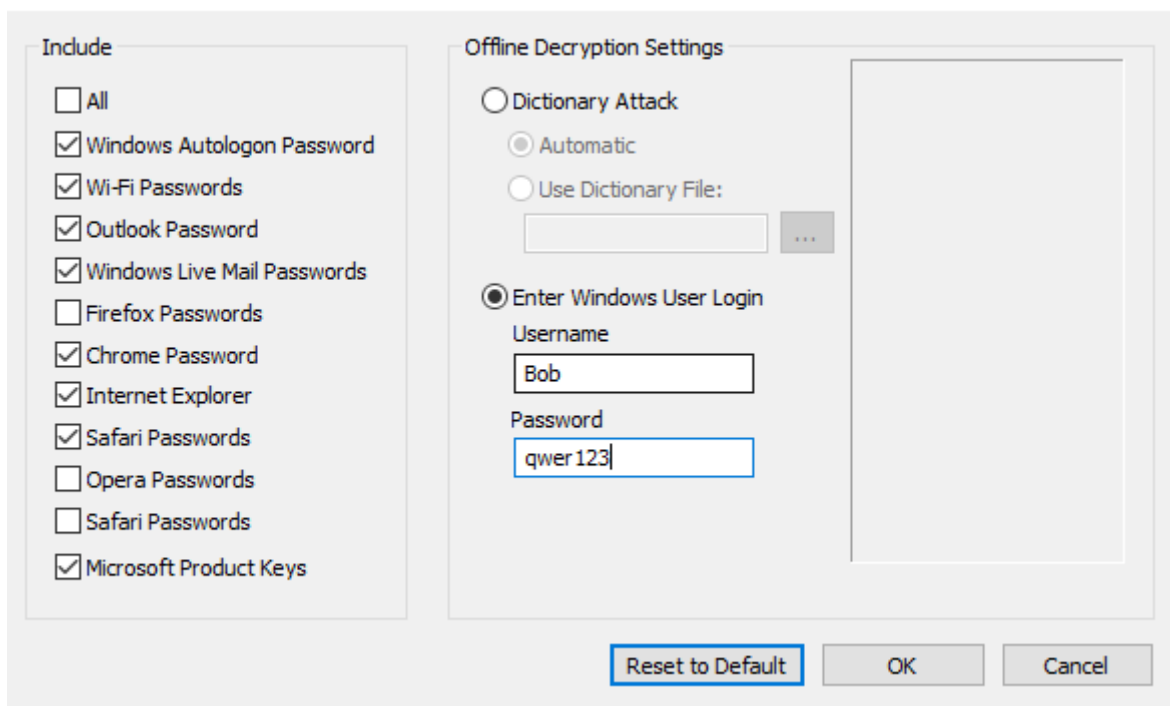 Include
All
Windows Autologon Password
Wi-Fi Passwords
Outlook Password
Windows Live Mail Passwords
Firefox Passwords
Chrome Password
Internet Explorer
Safari Passwords
Opera Passwords
Safari Passwords
Microsoft Product Keys
Offline Decryption Settings
Dictionary Attack
Automatic
Use Dictionary File:
...
Enter Windows User Login
Username
Bob
Password
qwer123
Reset to Default OK Cancel